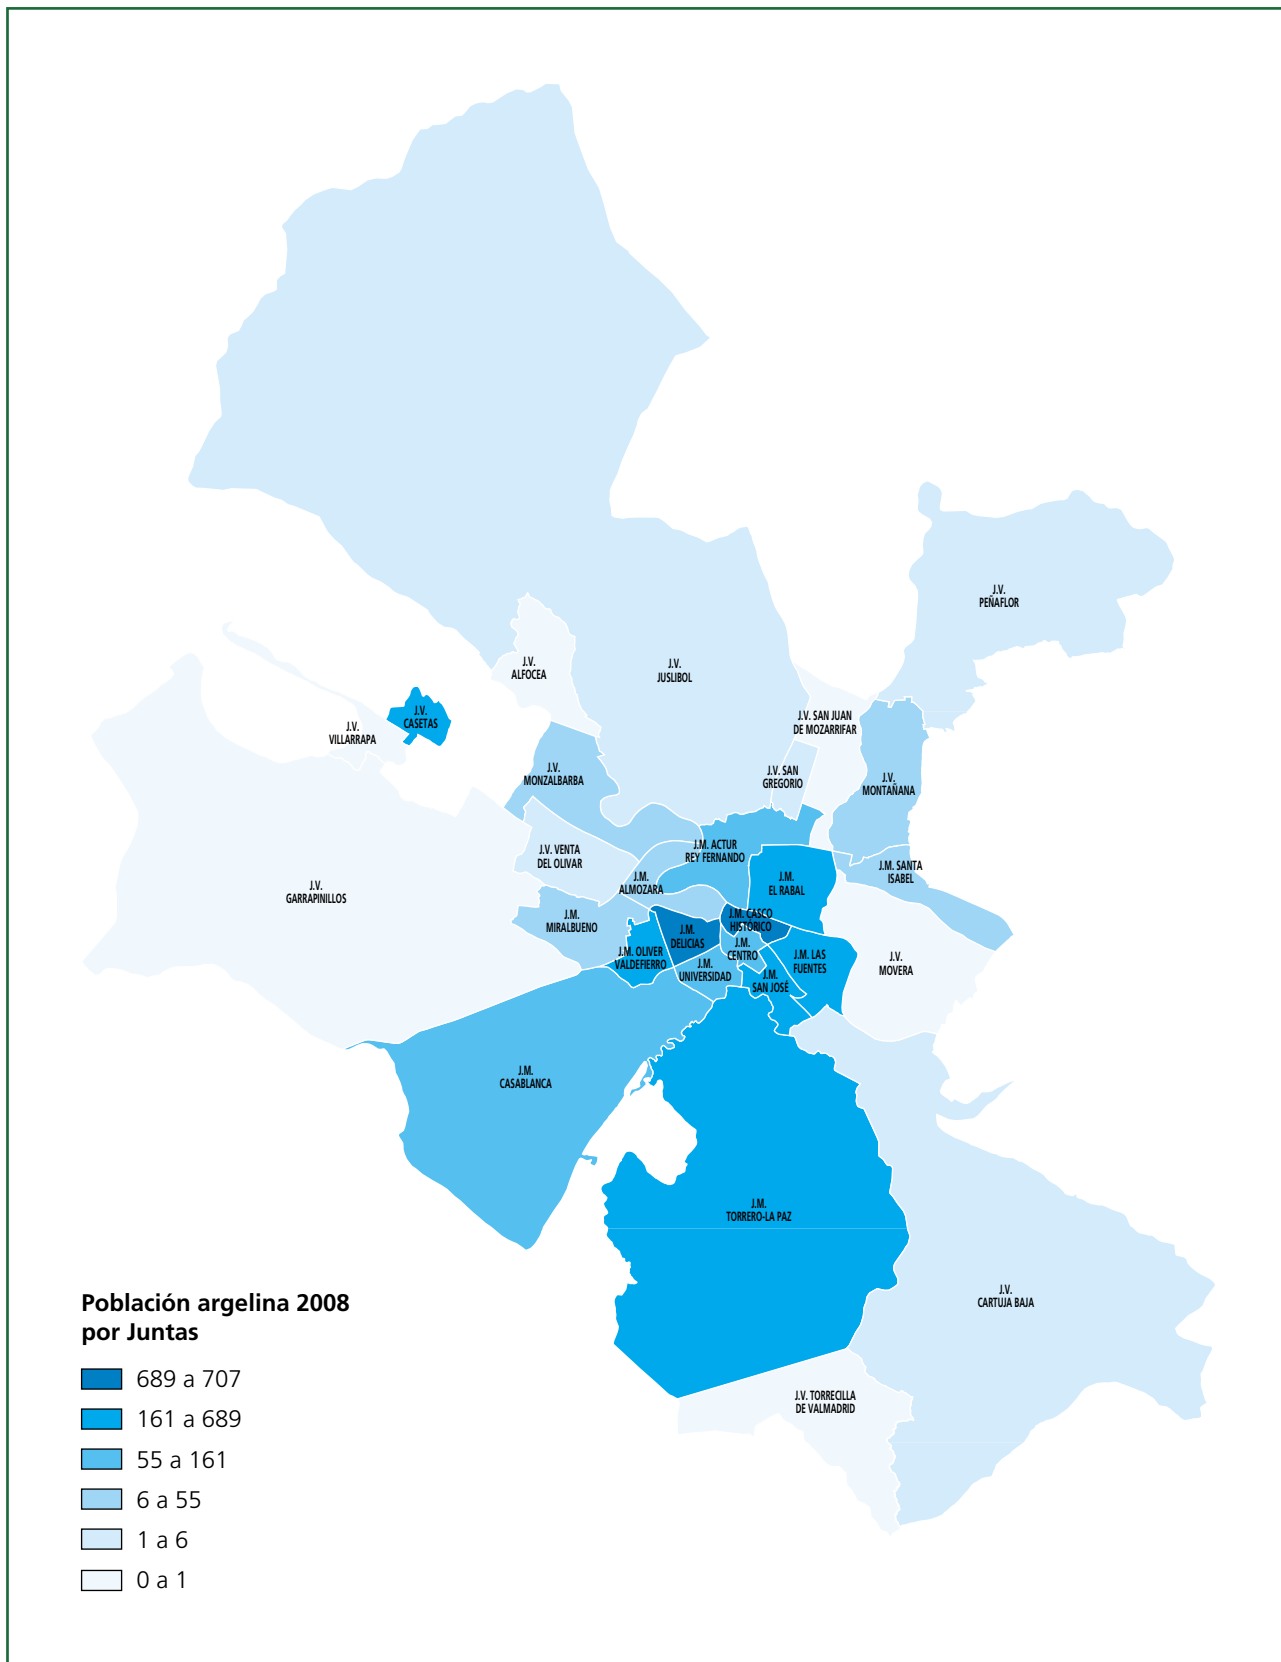 J.V.
PEÑAFLOR
J.V.
ALFOCEA
J.V.
JUSLIBOL
J.V. SAN JUAN
DE MOZARRIFAR
J.V.
CASETAS
J.V.
VILLARRAPA
J.V.
MONZALBARBA
J.V. SAN
GREGORIO
J.V.
MONTAÑANA
J.V. VENTA
DEL OLIVAR
J.M. ACTUR
REY FERNANDO
J.M. SANTA
ISABEL
J.M.
ALMOZARA
J.M.
EL RABAL
J.V.
GARRAPINILLOS
J.M.
MIRALBUENO
J.M. CASCO
HISTÓRICO
J.M.
DELICIAS
J.M. OLIVER
VALDEFIERRO
J.M.
CENTRO
J.M. LAS
FUENTES
J.V.
MOVERA
J.M.
UNIVERSIDAD
J.M.
SAN JOSÉ
J.M.
CASABLANCA
J.M.
TORRERO-LA PAZ
J.V.
CARTUJA BAJA
J.V. TORRECILLA
DE VALMADRID
Población argelina 2008
por Juntas
689 a 707
161 a 689
55 a 161
6 a 55
1 a 6
0 a 1